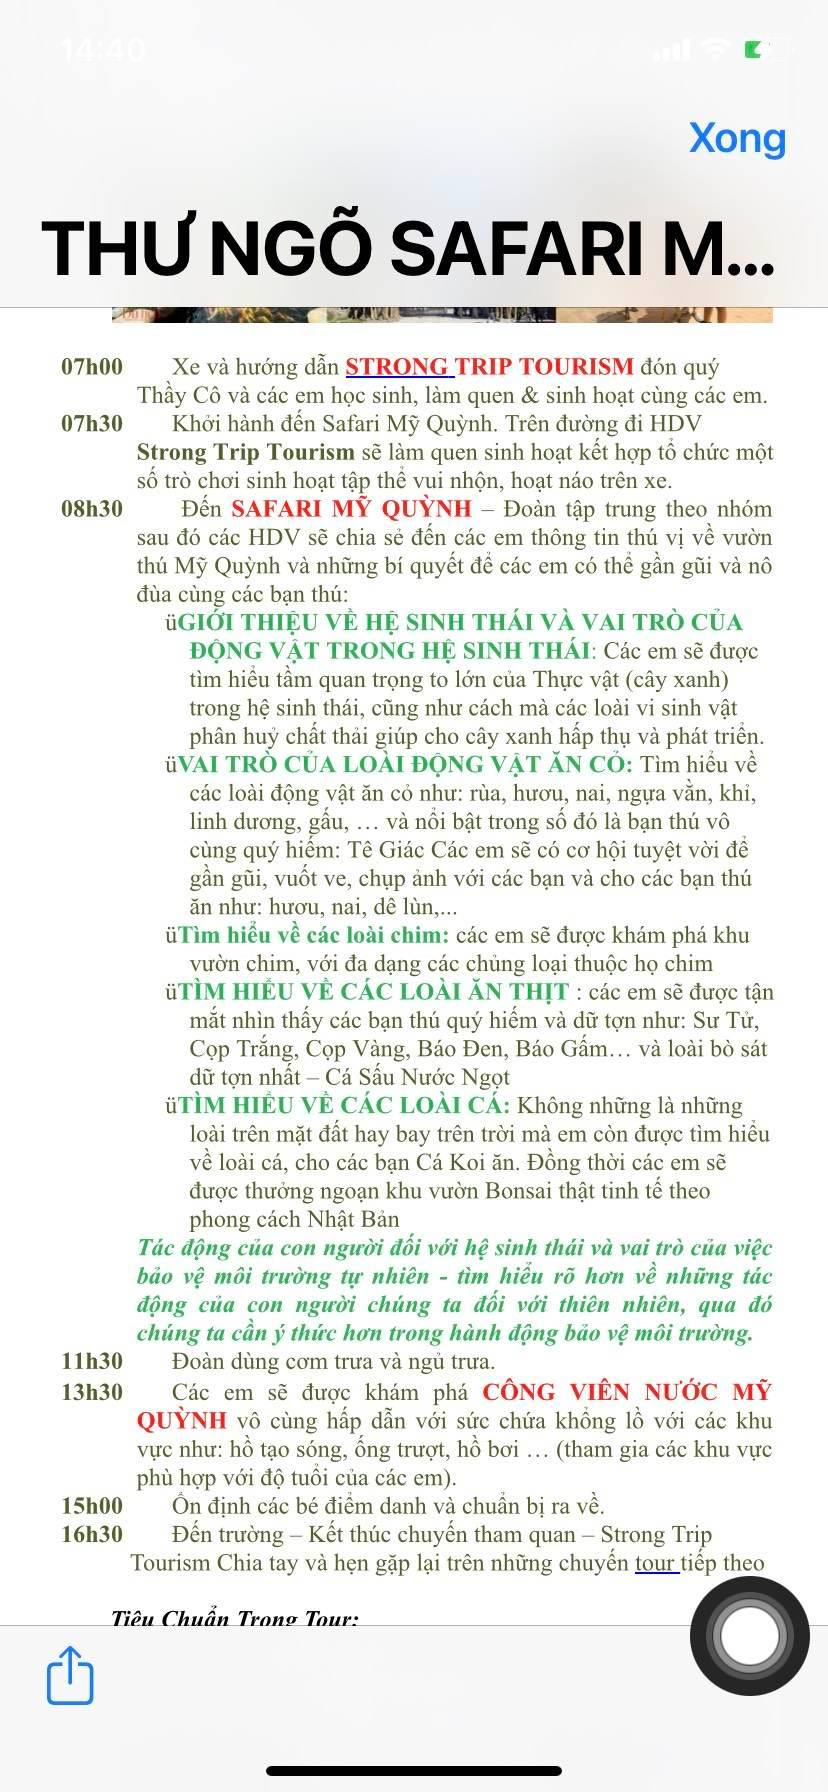 14:40
Xong
THƯ NGÕ SAFARI M...
07h00 Xe và hướng dẫn STRONG TRIP TOURISM đón quý
Thầy Cô và các em học sinh, làm quen & sinh hoạt cùng các em.
07h30 Khởi hành đến Safari Mỹ Quỳnh. Trên đường đi HDV
Strong Trip Tourism sẽ làm quen sinh hoạt kết hợp tổ chức một
số trò chơi sinh hoạt tập thể vui nhộn, hoạt náo trên xe.
08h30 Đến SAFARI MỸ QUỲNH – Đoàn tập trung theo nhóm
sau đó các HDV sẽ chia sẻ đến các em thông tin thú vị về vườn
thú Mỹ Quỳnh và những bí quyết để các em có thể gần gũi và nô
đùa cùng các bạn thú:
üGIỚI THIỆU VỀ HỆ SINH THÁI VÀ VAI TRÒ CỦA
ĐỘNG VẬT TRONG HỆ SINH THÁI: Các em sẽ được
tìm hiểu tầm quan trọng to lớn của Thực vật (cây xanh)
trong hệ sinh thái, cũng như cách mà các loài vi sinh vật
phân huỷ chất thải giúp cho cây xanh hấp thụ và phát triển.
üVAI TRÒ CỦA LOÀI ĐỘNG VẬT ĂN CỎ: Tìm hiểu về
các loài động vật ăn cỏ như: rùa, hươu, nai, ngựa vằn, khỉ,
linh dương, gấu, … và nổi bật trong số đó là bạn thú vô
cùng quý hiếm: Tê Giác Các em sẽ có cơ hội tuyệt vời để
gần gũi, vuốt ve, chụp ảnh với các bạn và cho các bạn thú
ăn như: hươu, nai, dê lùn,...
üTìm hiểu về các loài chim: các em sẽ được khám phá khu
vườn chim, với đa dạng các chủng loại thuộc họ chim
üTÌM HIỂU VỀ CÁC LOÀI ĂN THỊT : các em sẽ được tận
mắt nhìn thấy các bạn thú quý hiếm và dữ tợn như: Sư Tử,
Cọp Trắng, Cọp Vàng, Báo Đen, Báo Gấm… và loài bò sát
dữ tợn nhất – Cá Sấu Nước Ngọt
üTÌM HIỂU VỀ CÁC LOÀI CÁ: Không những là những
loài trên mặt đất hay bay trên trời mà em còn được tìm hiểu
về loài cá, cho các bạn Cá Koi ăn. Đồng thời các em sẽ
được thưởng ngoạn khu vườn Bonsai thật tinh tế theo
phong cách Nhật Bản
Tác động của con người đối với hệ sinh thái và vai trò của việc
bảo vệ môi trường tự nhiên - tìm hiểu rõ hơn về những tác
động của con người chúng ta đối với thiên nhiên, qua đó
chúng ta cần ý thức hơn trong hành động bảo vệ môi trường.
11h30 Đoàn dùng cơm trưa và ngủ trưa.
13h30 Các em sẽ được khám phá CÔNG VIÊN NƯỚC MỸ
QUỲNH vô cùng hấp dẫn với sức chứa khổng lồ với các khu
vực như: hồ tạo sóng, ống trượt, hồ bơi … (tham gia các khu vực
phù hợp với độ tuổi của các em).
15h00 Ổn định các bé điểm danh và chuẩn bị ra về.
16h30 Đến trường – Kết thúc chuyến tham quan – Strong Trip
Tourism Chia tay và hẹn gặp lại trên những chuyến tour tiếp theo
Tiêu Chuẩn Trong Tour: